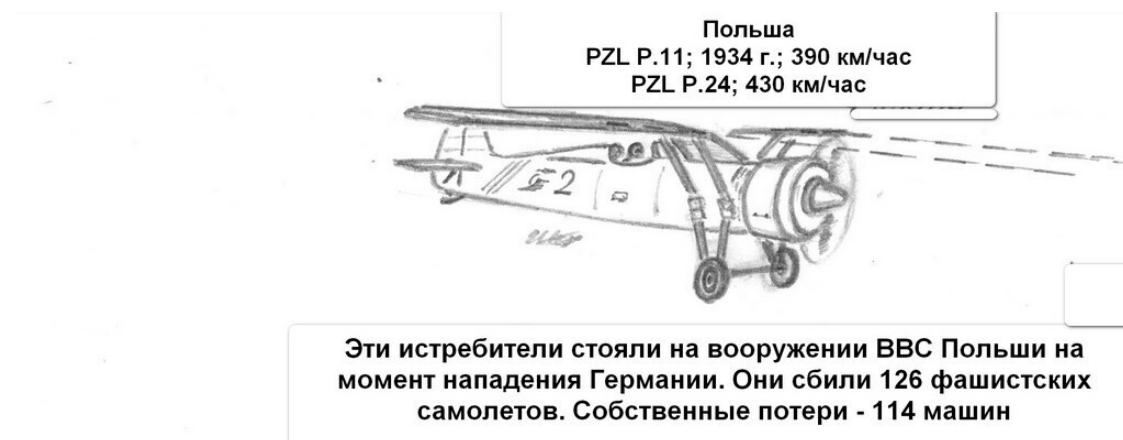 Польша
PZL P.11; 1934 г.; 390 км/час
PZL P.24; 430 км/час
2
Эти истребители стояли на вооружении ВВС Польши на
момент нападения Германии. Они сбили 126 фашистских
самолетов. Собственные потери - 114 машин